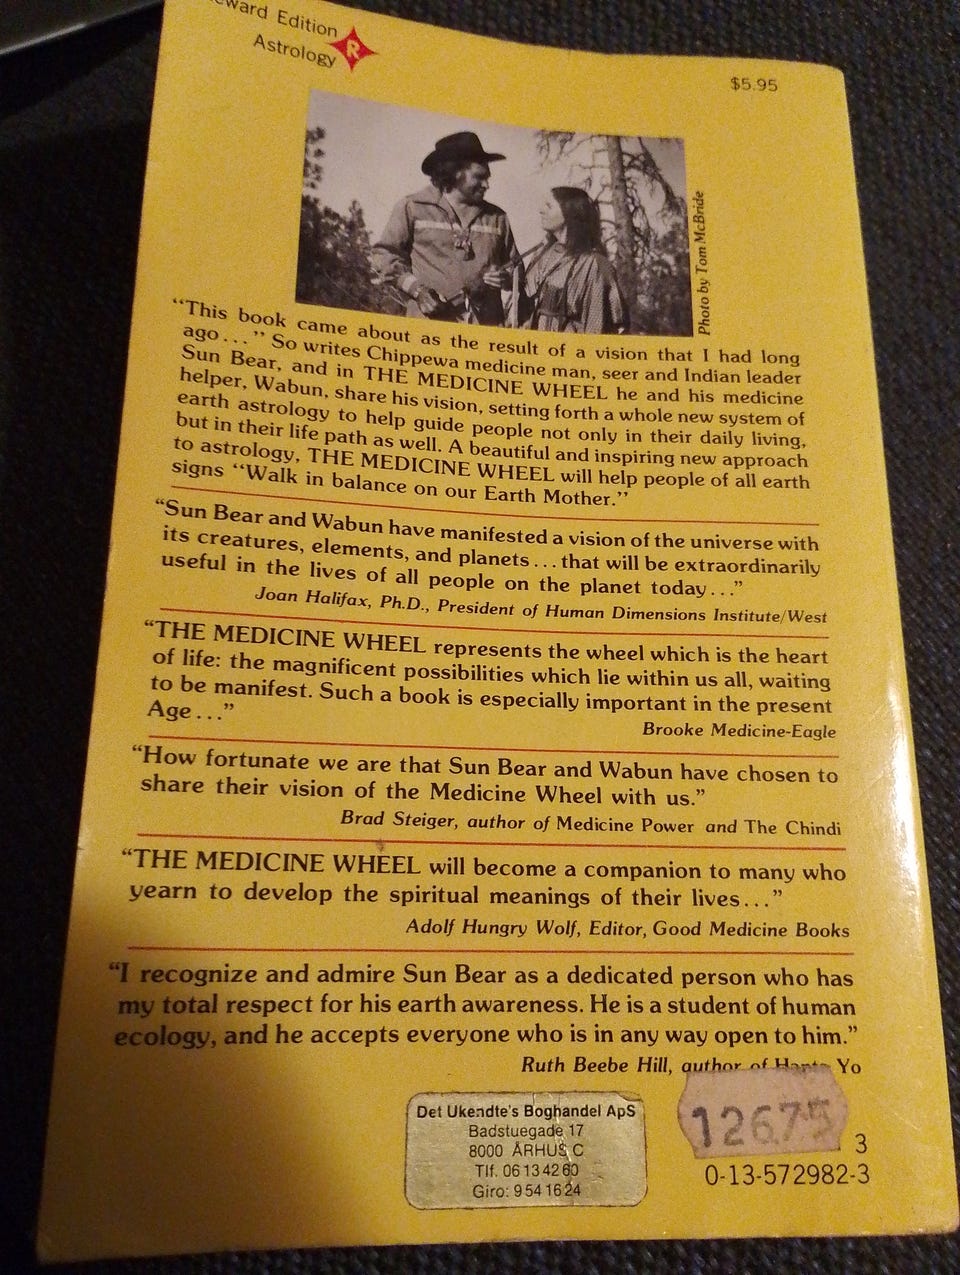 Edition
Astrology
R
$5.95
Photo by Tom McBride
“This book came about as the result of a vision that I had long
ago...” So writes Chippewa medicine man, seer and Indian leader
Sun Bear, and in THE MEDICINE WHEEL he and his medicine
helper, Wabun, share his vision, setting forth a whole new system of
earth astrology to help guide people not only in their daily living,
but in their life path as well. A beautiful and inspiring new approach
to astrology, THE MEDICINE WHEEL will help people of all earth
signs “Walk in balance on our Earth Mother.”
“Sun Bear and Wabun have manifested a vision of the universe with
its creatures, elements, and planets...that will be extraordinarily
useful in the lives of all people on the planet today...”
Joan Halifax, Ph.D., President of Human Dimensions Institute/West
“THE MEDICINE WHEEL represents the wheel which is the heart
of life: the magnificent possibilities which lie within us all, waiting
to be manifest. Such a book is especially important in the present
Age...”
Brooke Medicine-Eagle
“How fortunate we are that Sun Bear and Wabun have chosen to
share their vision of the Medicine Wheel with us.”
Brad Steiger, author of Medicine Power and The Chindi
“THE MEDICINE WHEEL will become a companion to many who
yearn to develop the spiritual meanings of their lives...”
Adolf Hungry Wolf, Editor, Good Medicine Books
“I recognize and admire Sun Bear as a dedicated person who has
my total respect for his earth awareness. He is a student of human
ecology, and he accepts everyone who is in any way open to him.”
Ruth Beebe Hill, author of Hanta Yo
Det Ukendte's Boghandel ApS
Badstuegade 17
8000 ÅRHUS C
Tlf. 06 13 42 60
Giro: 9 54 16 24
12675
3
0-13-572982-3